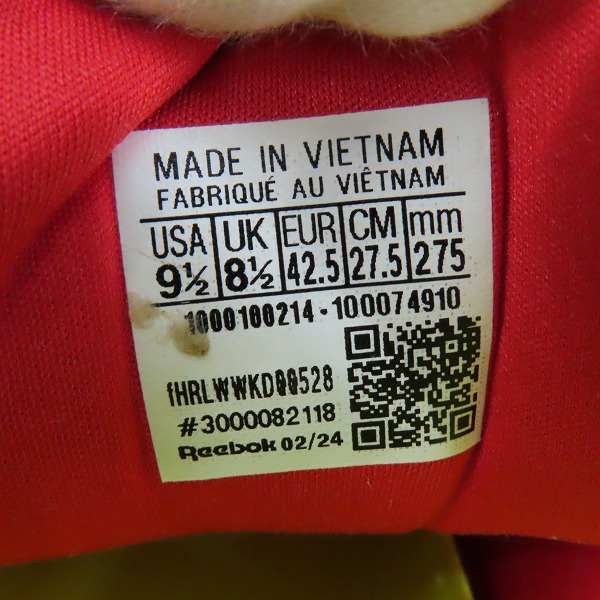 MADE IN VIETNAM
FABRIQUÉ AU VIÊTNAM
USA UK EUR CM mm
9½ 8½ 42.5 27.5 275
1000100214-100074910
#3000082118
Reebok 02/24